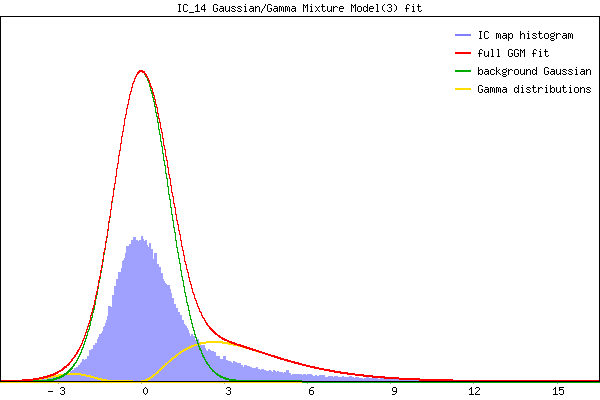 IC_14 Gaussian/Gamma Mixture Model(3) fit
IC map histogram
full GGM fit
background Gaussian
Gamma distributions
-3 0 3 6 9 12 15